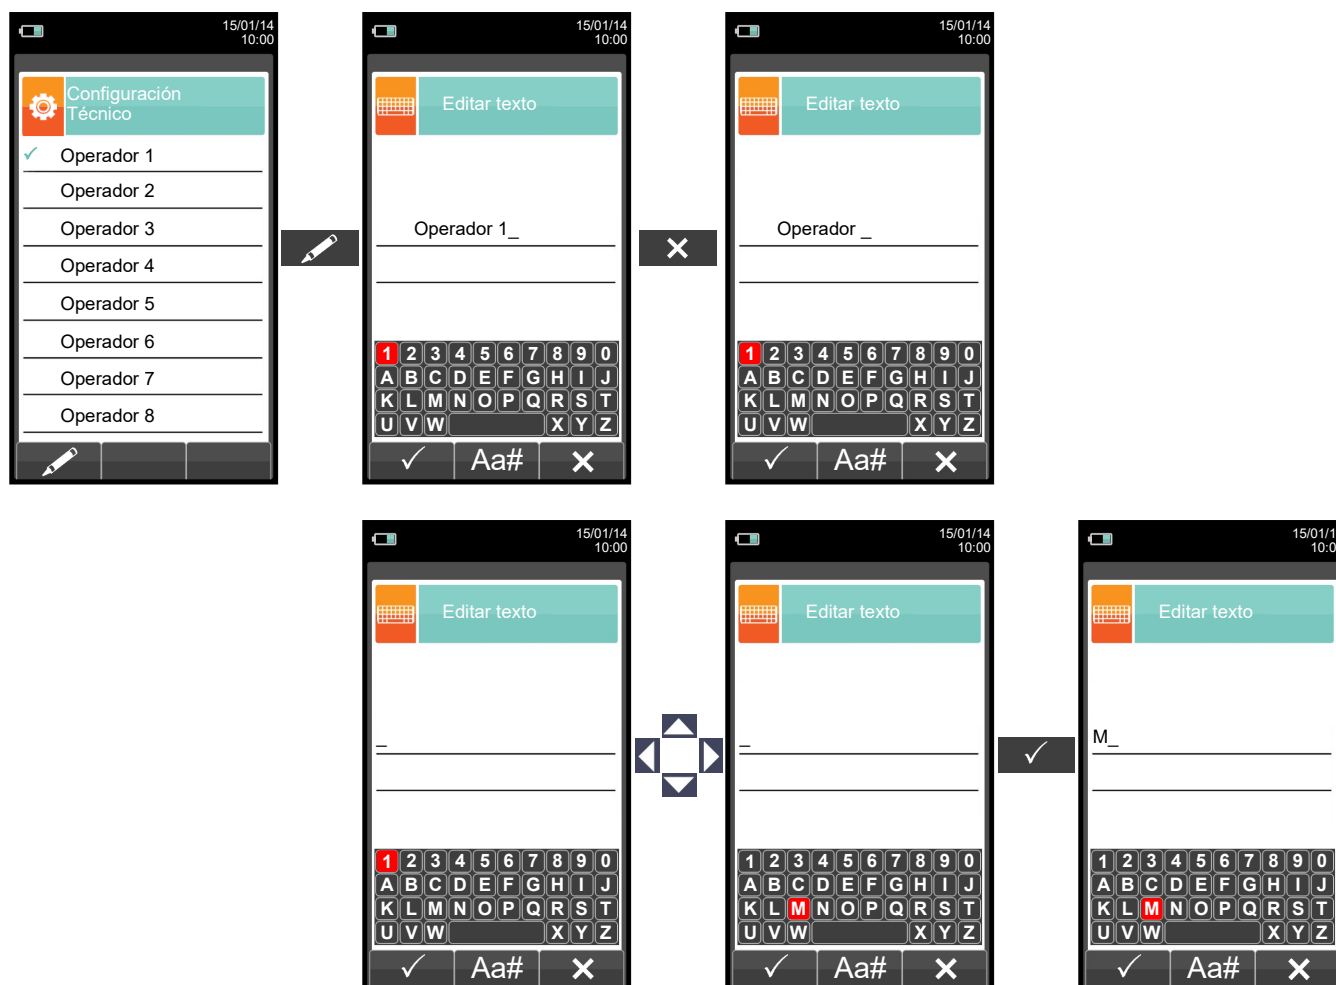 15/01/14
10:00
Configuración
Técnico
Operador 1
Operador 2
Operador 3
Operador 4
Operador 5
Operador 6
Operador 7
Operador 8
15/01/14
10:00
Editar texto
Operador 1_
1 2 3 4 5 6 7 8 9 0
A B C D E F G H I J
K L M N O P Q R S T
U V W X Y Z
Aa#
15/01/14
10:00
Editar texto
Operador _
1 2 3 4 5 6 7 8 9 0
A B C D E F G H I J
K L M N O P Q R S T
U V W X Y Z
Aa#
15/01/14
10:00
Editar texto
_
1 2 3 4 5 6 7 8 9 0
A B C D E F G H I J
K L M N O P Q R S T
U V W X Y Z
Aa#
15/01/14
10:00
Editar texto
_
1 2 3 4 5 6 7 8 9 0
A B C D E F G H I J
K L M N O P Q R S T
U V W X Y Z
Aa#
15/01/1
10:0
Editar texto
M_
1 2 3 4 5 6 7 8 9 0
A B C D E F G H I J
K L M N O P Q R S T
U V W X Y Z
Aa#